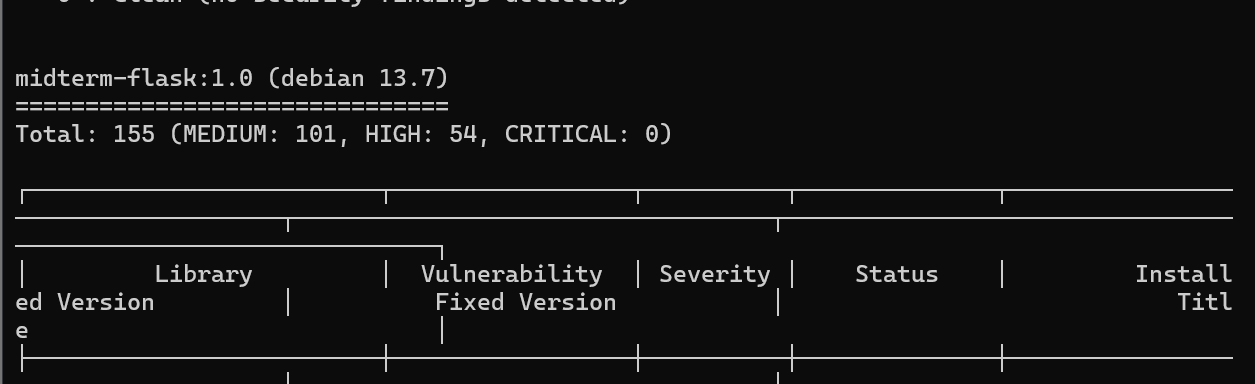 midterm-flask:1.0 (debian 13.7)
===============================
Total: 155 (MEDIUM: 101, HIGH: 54, CRITICAL: 0)
Library Vulnerability Severity Status Install
ed Version Fixed Version Titl
e